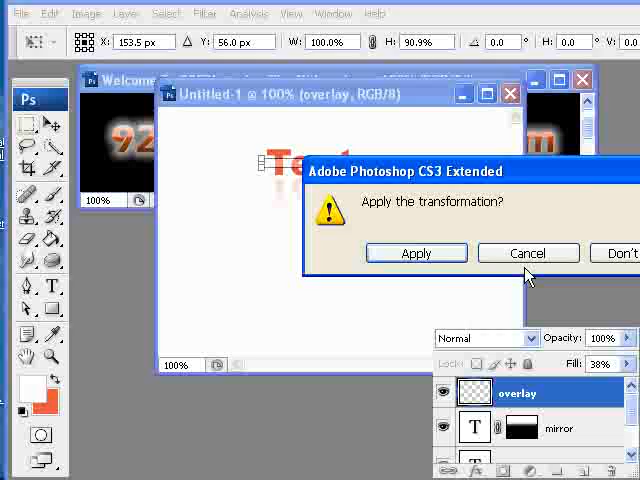 File Edit Image Layer Select Filter Analysis View Window Help
X: 153.5 px Y: 56.0 px W: 100.0% H: 90.9% 0.0 ° H: 0.0 ° V: 0.0
Welcome
Untitled-1 @ 100% (overlay, RGB/8)
Ps
92
Text
m
Adobe Photoshop CS3 Extended
Apply the transformation?
Apply Cancel Don't
100%
100%
Normal Opacity: 100%
Lock: Fill: 38%
overlay
T mirror
T